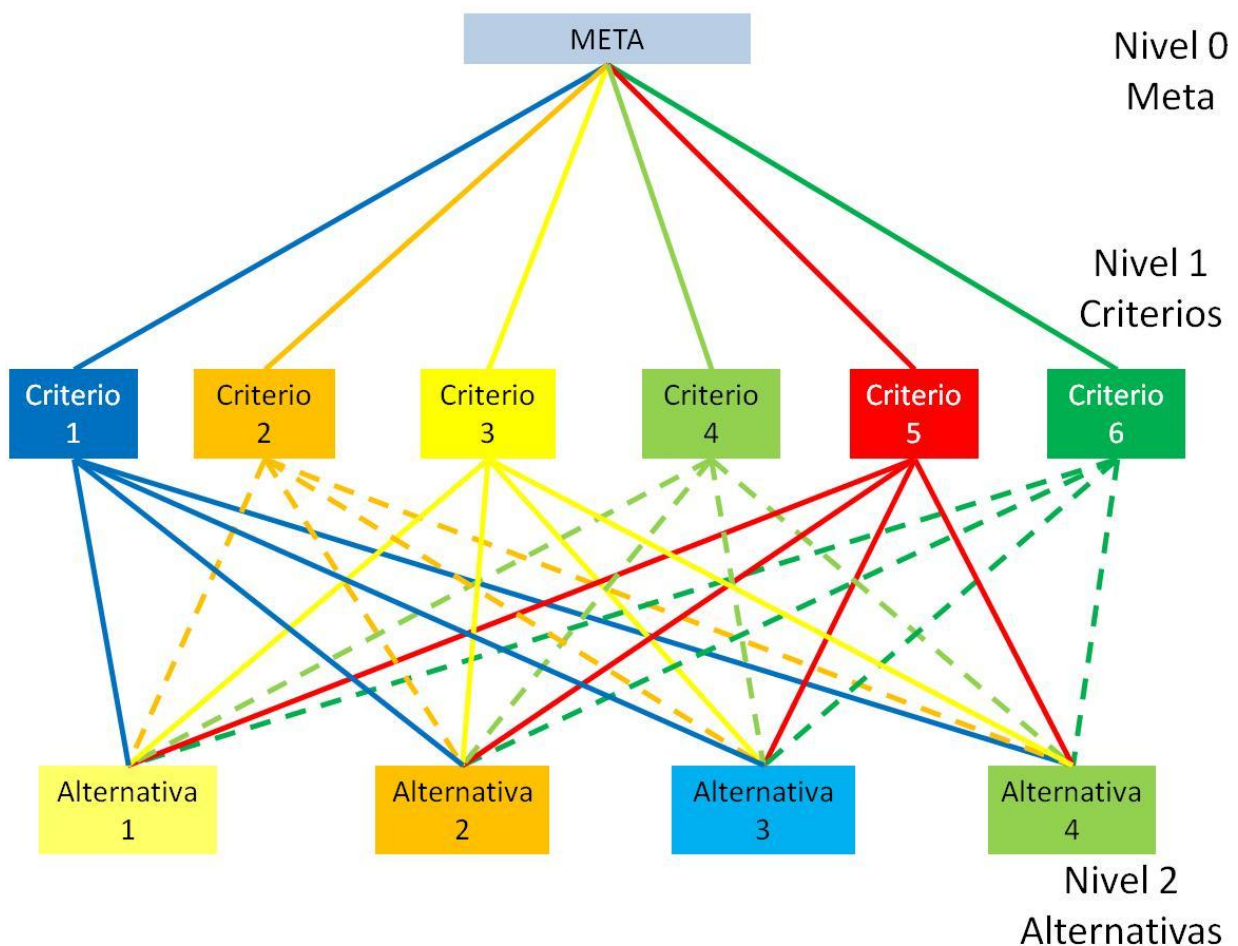 META
Nivel 0
Meta
Nivel 1
Criterios
Criterio
1
Criterio
2
Criterio
3
Criterio
4
Criterio
5
Criterio
6
Alternativa
1
Alternativa
2
Alternativa
3
Alternativa
4
Nivel 2
Alternativas